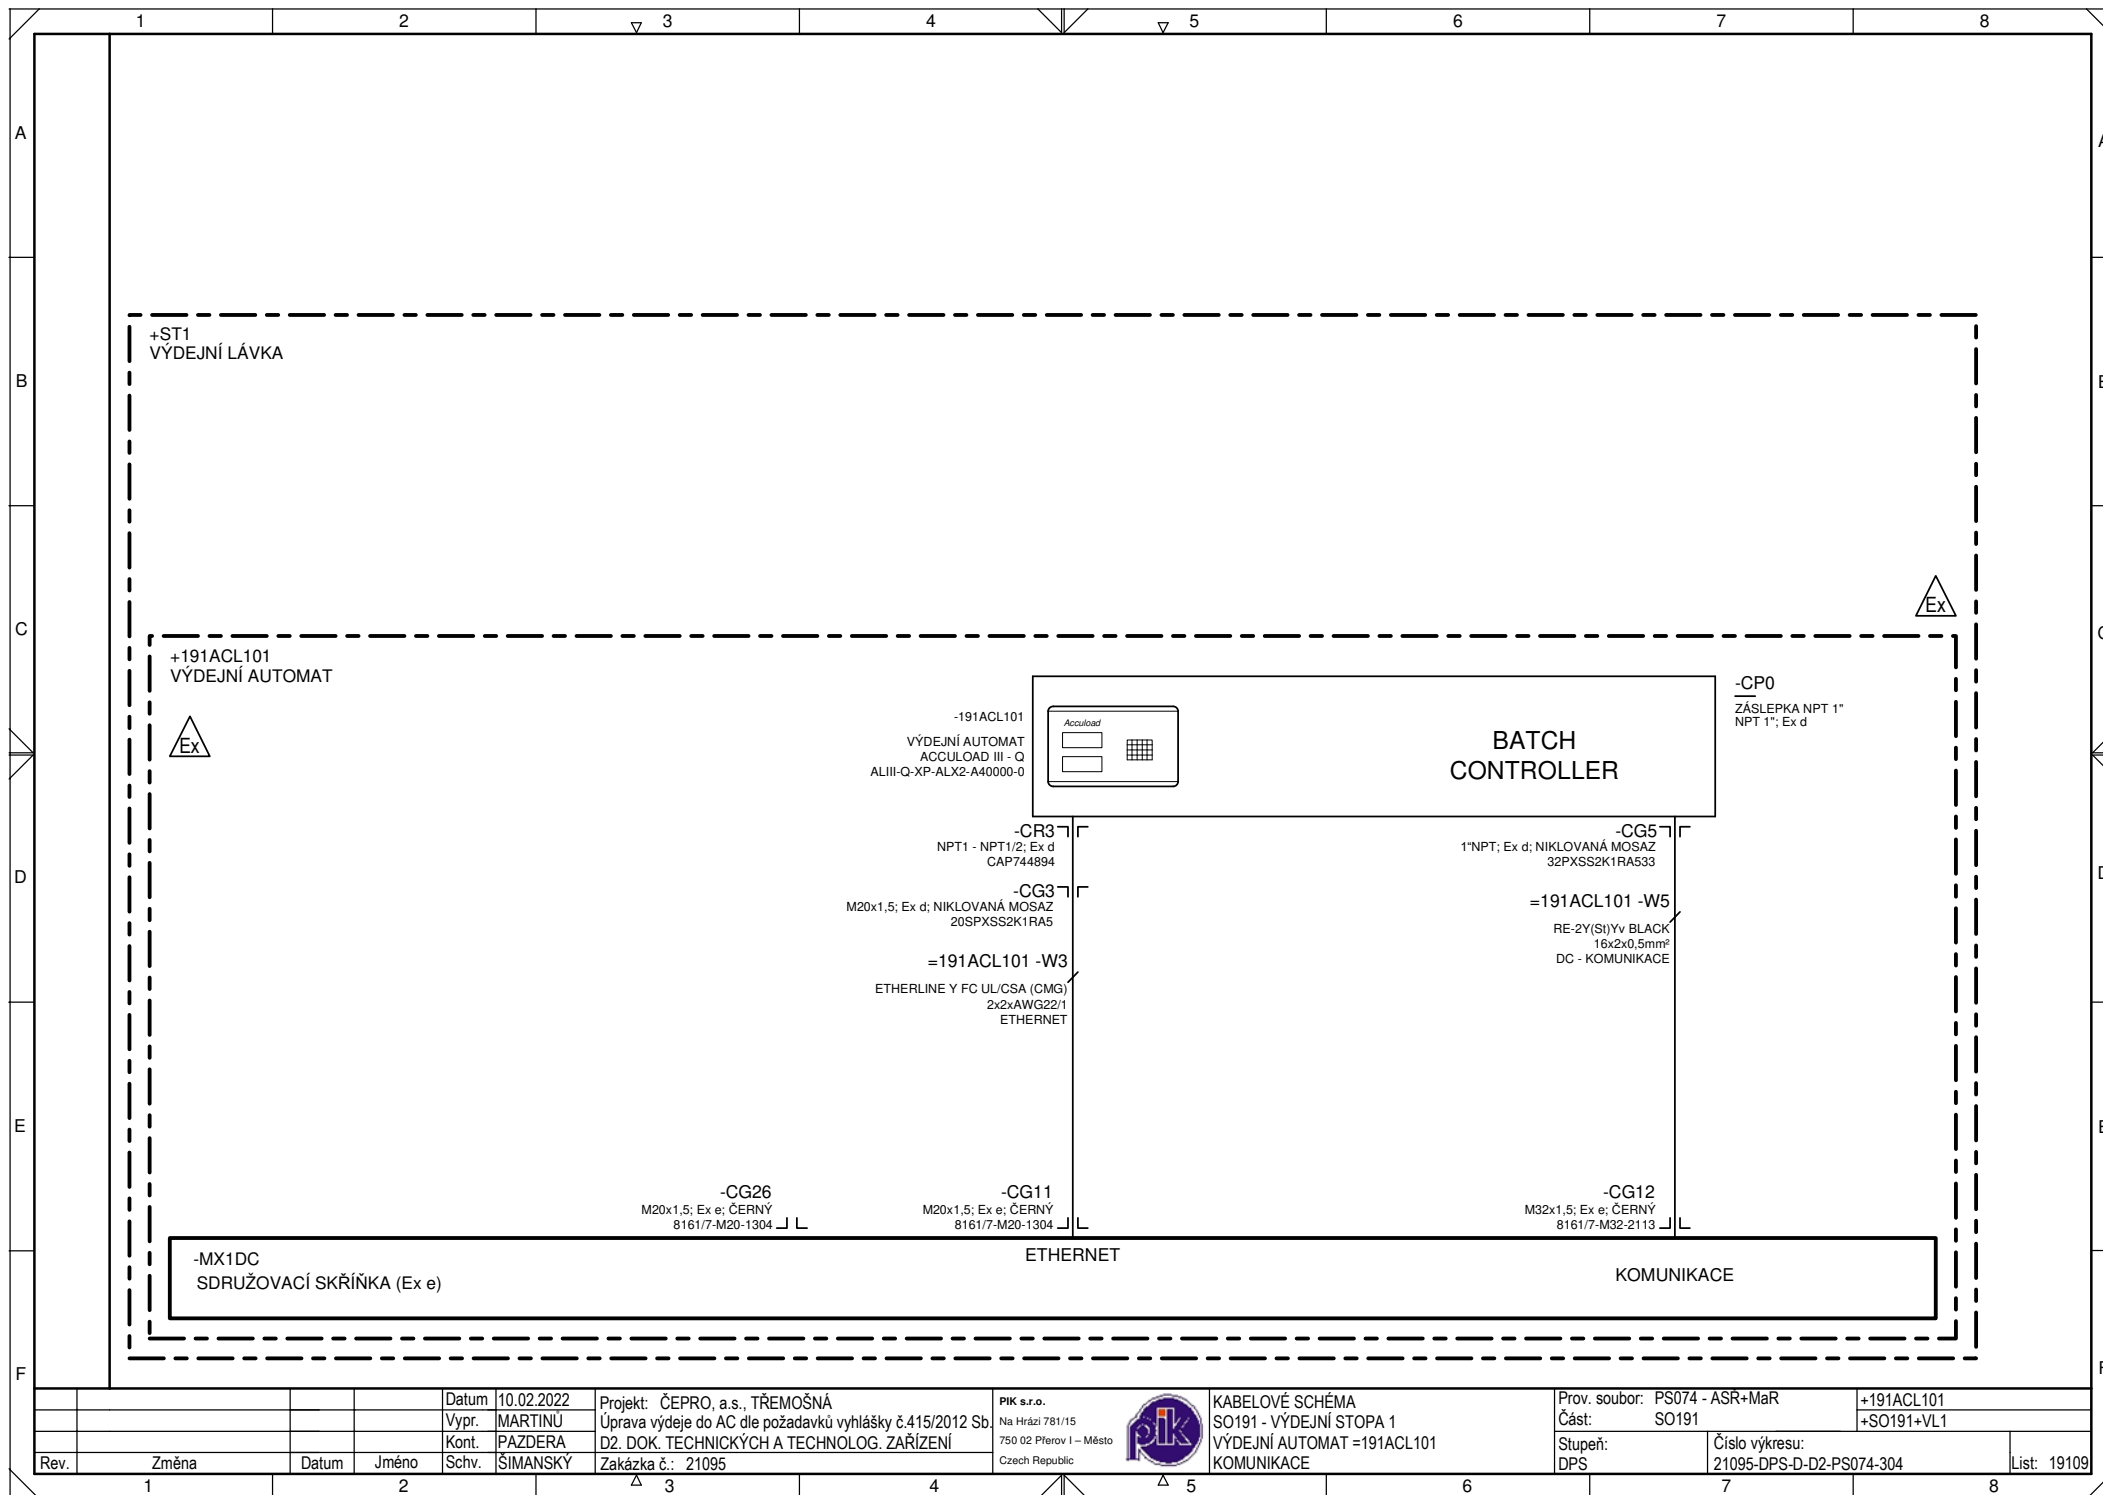 1 2 3 4 5 6 7 8
A
B
C
D
E
F
+ST1
VÝDEJNÍ LÁVKA
Ex
+191ACL101
VÝDEJNÍ AUTOMAT
Ex
-191ACL101
VÝDEJNÍ AUTOMAT
ACCULOAD III - Q
ALIII-Q-XP-ALX2-A40000-0
Accuload
BATCH
CONTROLLER
-CP0
ZÁSLEPKA NPT 1"
NPT 1"; Ex d
-CR3
NPT1 - NPT1/2; Ex d
CAP744894
-CG3
M20x1,5; Ex d; NIKLOVANÁ MOSAZ
20SPXSS2K1RA5
=191ACL101 -W3
ETHERLINE Y FC UL/CSA (CMG)
2x2xAWG22/1
ETHERNET
-CG5
1"NPT; Ex d; NIKLOVANÁ MOSAZ
32PXSS2K1RA533
=191ACL101 -W5
RE-2Y(St)Yv BLACK
16x2x0,5mm²
DC - KOMUNIKACE
-CG26
M20x1,5; Ex e; ČERNÝ
8161/7-M20-1304
-CG11
M20x1,5; Ex e; ČERNÝ
8161/7-M20-1304
-CG12
M32x1,5; Ex e; ČERNÝ
8161/7-M32-2113
-MX1DC
SDRUŽOVACÍ SKŘÍŇKA (Ex e)
ETHERNET
KOMUNIKACE
Rev. Změna Datum Jméno
Datum 10.02.2022
Vypr. MARTINŮ
Kont. PAZDERA
Schv. ŠIMANSKÝ
Projekt: ČEPRO, a.s., TŘEMOŠNÁ
Úprava výdeje do AC dle požadavků vyhlášky č.415/2012 Sb.
D2. DOK. TECHNICKÝCH A TECHNOLOG. ZAŘÍZENÍ
Zakázka č.: 21095
PIK s.r.o.
Na Hrázi 781/15
750 02 Přerov I – Město
Czech Republic
pik
KABELOVÉ SCHÉMA
SO191 - VÝDEJNÍ STOPA 1
VÝDEJNÍ AUTOMAT =191ACL101
KOMUNIKACE
Prov. soubor: PS074 - ASŘ+MaR
Část: SO191
Stupeň:
DPS
+191ACL101
+SO191+VL1
Číslo výkresu:
21095-DPS-D-D2-PS074-304
List: 19109
1 2 3 4 5 6 7 8